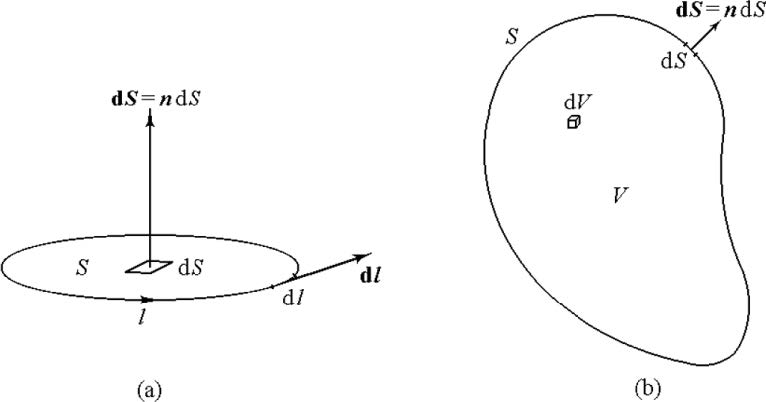 dS = n dS
S
dS
dl
dl
l
(a)
dS = n dS
S
dS
dV
V
(b)